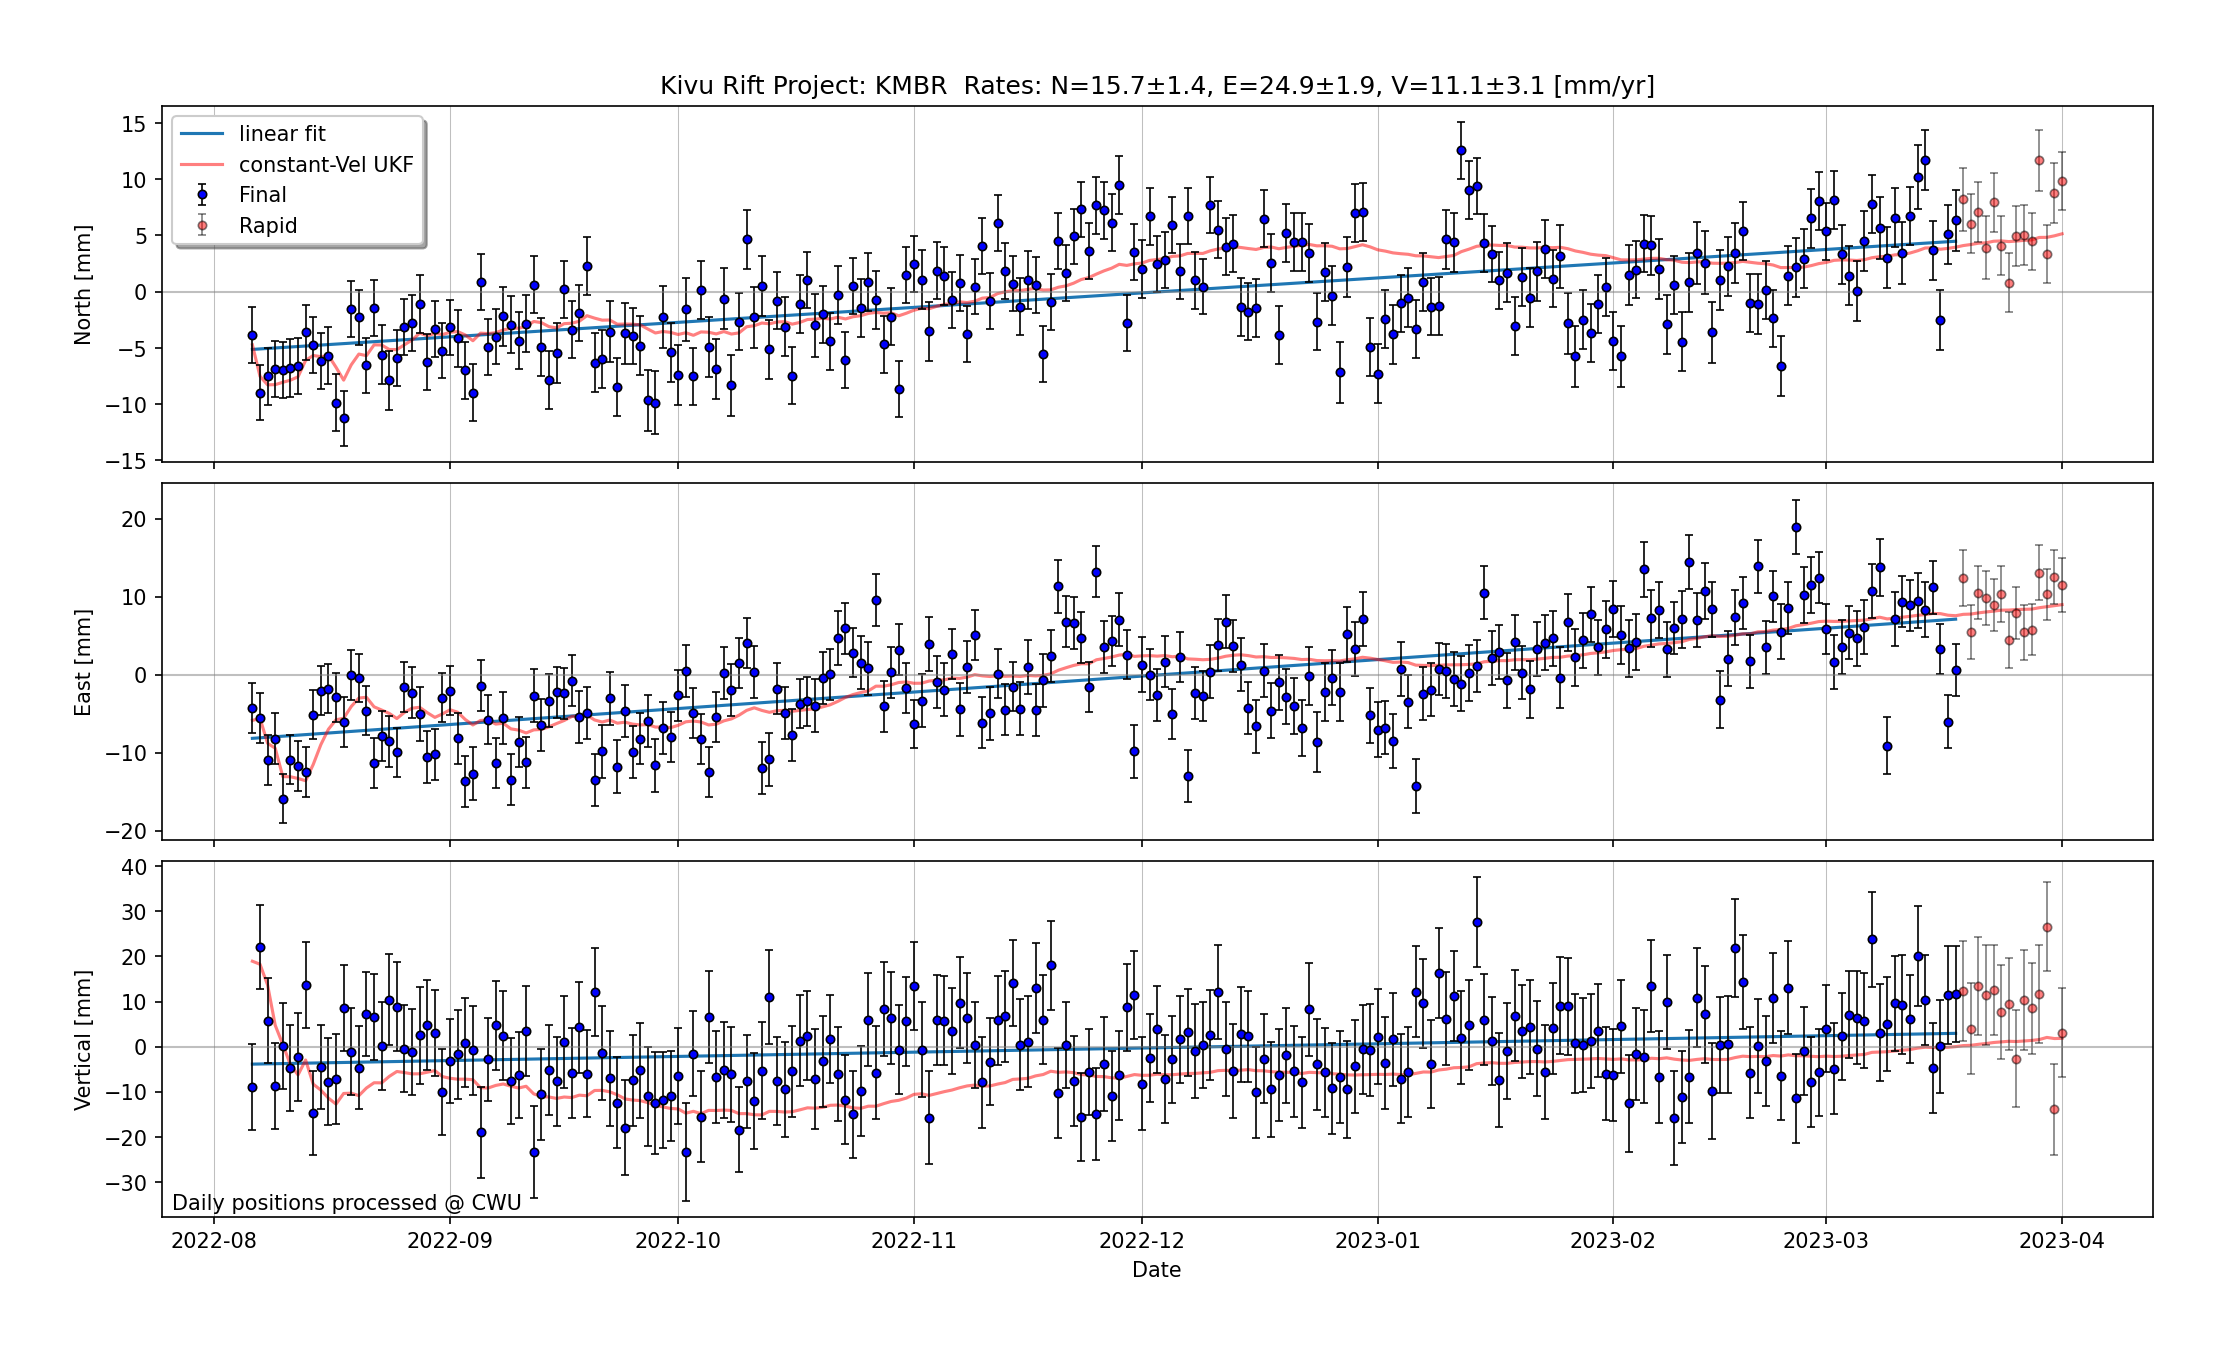 Kivu Rift Project: KMBR  Rates: N=15.7±1.4, E=24.9±1.9, V=11.1±3.1 [mm/yr]
linear fit
constant-Vel UKF
Final
Rapid
North [mm]
15
10
5
0
−5
−10
−15
East [mm]
20
10
0
−10
−20
Vertical [mm]
40
30
20
10
0
−10
−20
−30
Daily positions processed @ CWU
2022-08 2022-09 2022-10 2022-11 2022-12 2023-01 2023-02 2023-03 2023-04
Date